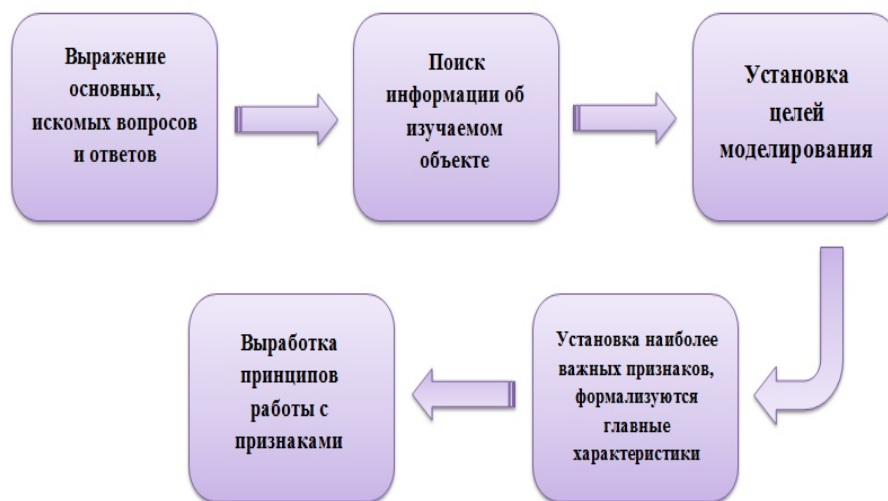 Выражение
основных,
искомых вопросов
и ответов
Поиск
информации об
изучаемом
объекте
Установка
целей
моделирования
Установка наиболее
важных признаков,
формализуются
главные
характеристики
Выработка
принципов
работы с
признаками